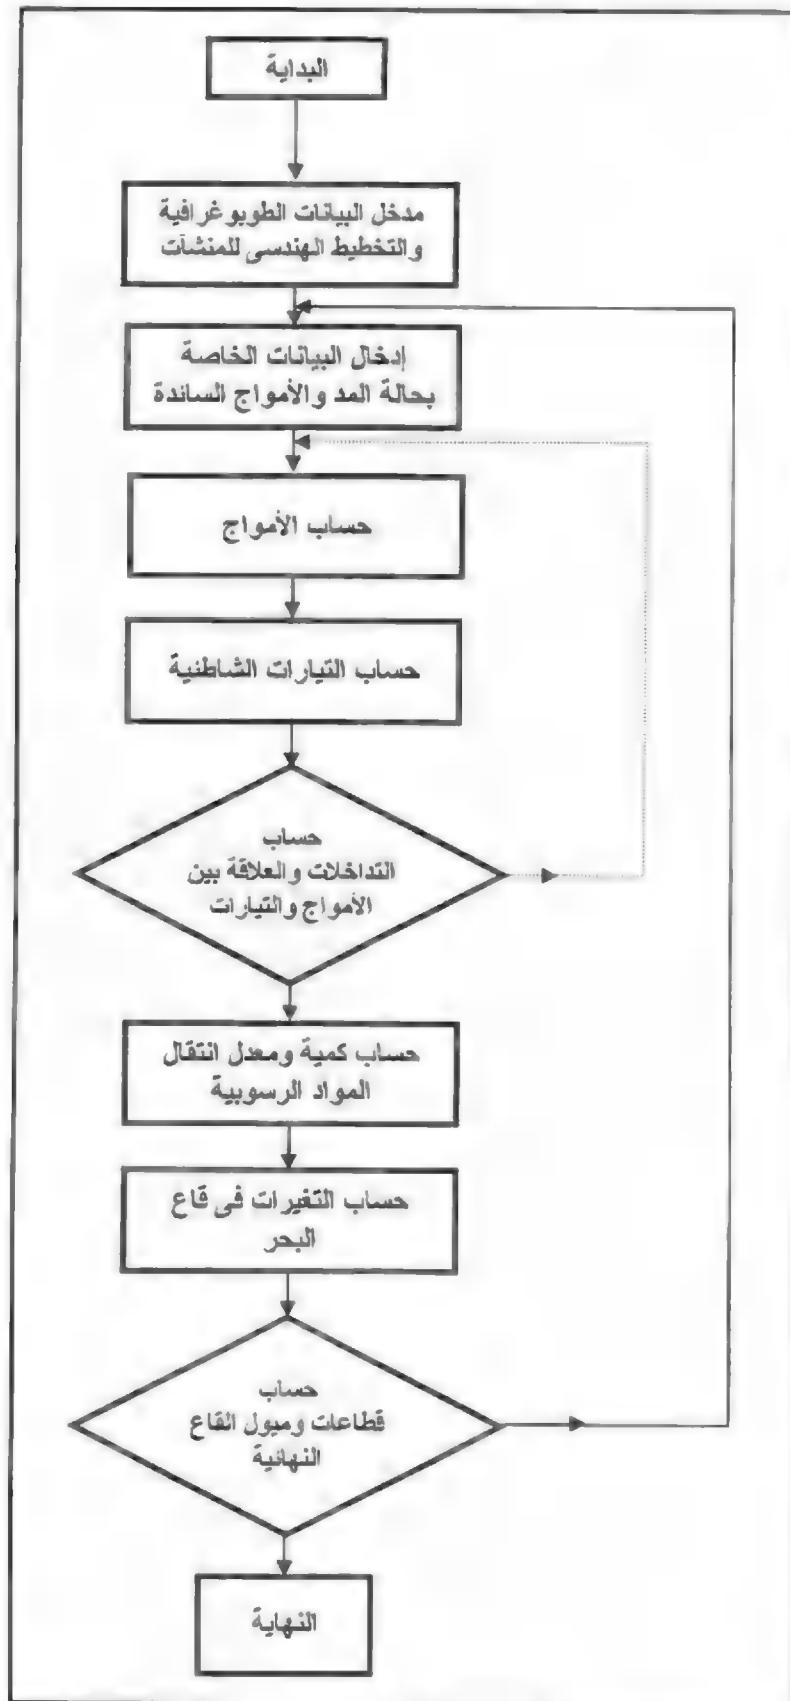 البداية
مدخل البيانات الطوبوغرافية
والتخطيط الهندسى للمنشآت
إدخال البيانات الخاصة
بحالة المد والأمواج السائدة
حساب الأمواج
حساب التيارات الشاطئية
حساب
التداخلات والعلاقة بين
الأمواج والتيارات
حساب كمية ومعدل انتقال
المواد الرسوبية
حساب التغيرات فى قاع
البحر
حساب
قطاعات وميول القاع
النهائية
النهاية